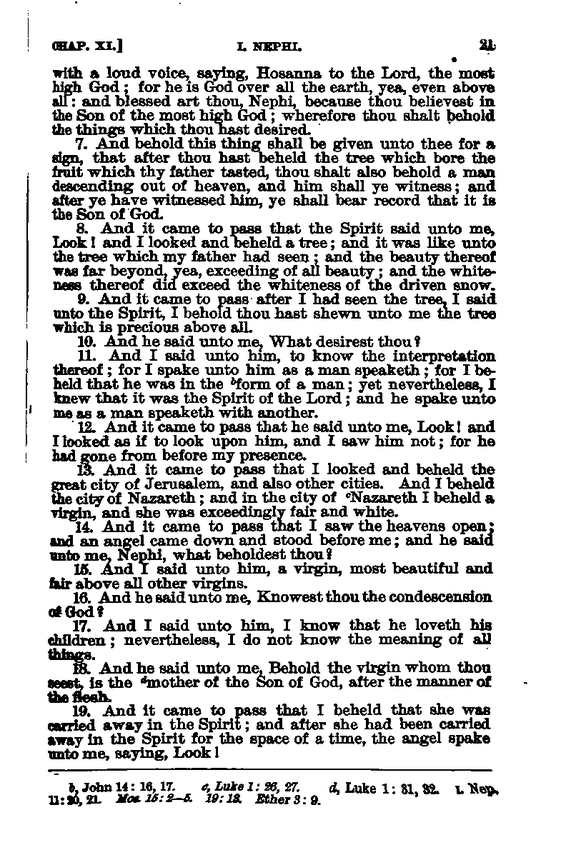 CHAP. XI.] I. NEPHI. 21
with a loud voice, saying, Hosanna to the Lord, the most
high God; for he is God over all the earth, yea, even above
all: and blessed art thou, Nephi, because thou believest in
the Son of the most high God; wherefore thou shalt behold
the things which thou hast desired.
7. And behold this thing shall be given unto thee for a
sign, that after thou hast beheld the tree which bore the
fruit which thy father tasted, thou shalt also behold a man
descending out of heaven, and him shall ye witness; and
after ye have witnessed him, ye shall bear record that it is
the Son of God.
8. And it came to pass that the Spirit said unto me,
Look! and I looked and beheld a tree; and it was like unto
the tree which my father had seen; and the beauty thereof
was far beyond, yea, exceeding of all beauty; and the white-
ness thereof did exceed the whiteness of the driven snow.
9. And it came to pass after I had seen the tree, I said
unto the Spirit, I behold thou hast shewn unto me the tree
which is precious above all.
10. And he said unto me, What desirest thou?
11. And I said unto him, to know the interpretation
thereof; for I spake unto him as a man speaketh; for I be-
held that he was in the bform of a man; yet nevertheless, I
knew that it was the Spirit of the Lord; and he spake unto
me as a man speaketh with another.
12. And it came to pass that he said unto me, Look! and
I looked as if to look upon him, and I saw him not; for he
had gone from before my presence.
13. And it came to pass that I looked and beheld the
great city of Jerusalem, and also other cities. And I beheld
the city of Nazareth; and in the city of cNazareth I beheld a
virgin, and she was exceedingly fair and white.
14. And it came to pass that I saw the heavens open;
and an angel came down and stood before me; and he said
unto me, Nephi, what beholdest thou?
15. And I said unto him, a virgin, most beautiful and
fair above all other virgins.
16. And he said unto me, Knowest thou the condescension
of God?
17. And I said unto him, I know that he loveth his
children; nevertheless, I do not know the meaning of all
things.
18. And he said unto me, Behold the virgin whom thou
seest, is the dmother of the Son of God, after the manner of
the flesh.
19. And it came to pass that I beheld that she was
carried away in the Spirit; and after she had been carried
away in the Spirit for the space of a time, the angel spake
unto me, saying, Look!
b, John 14: 16, 17. c, Luke 1: 26, 27. d, Luke 1: 31, 32. I. Nep.
11: 20, 21. Mos. 15: 2—5. 19: 13. Ether 3: 9.